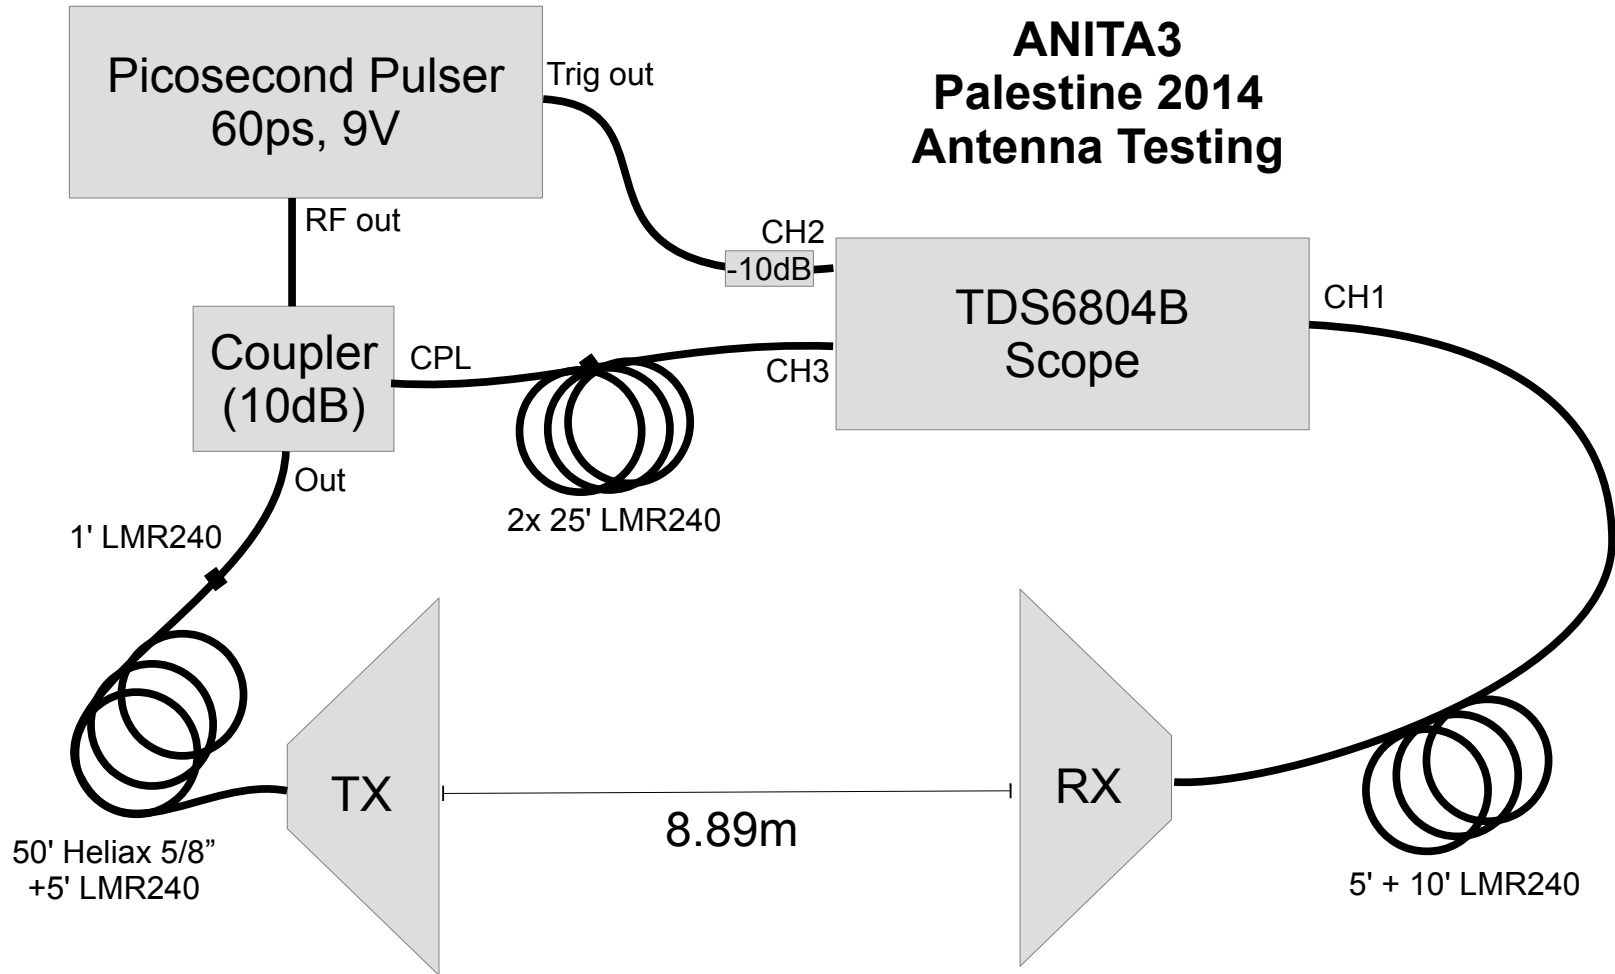 ANITA3
Palestine 2014
Antenna Testing
Picosecond Pulser
60ps, 9V
Trig out
RF out
CH2
-10dB
TDS6804B
Scope
CH1
Coupler
(10dB)
CPL
CH3
Out
2x 25' LMR240
1' LMR240
TX
RX
8.89m
50' Heliax 5/8”
+5' LMR240
5' + 10' LMR240